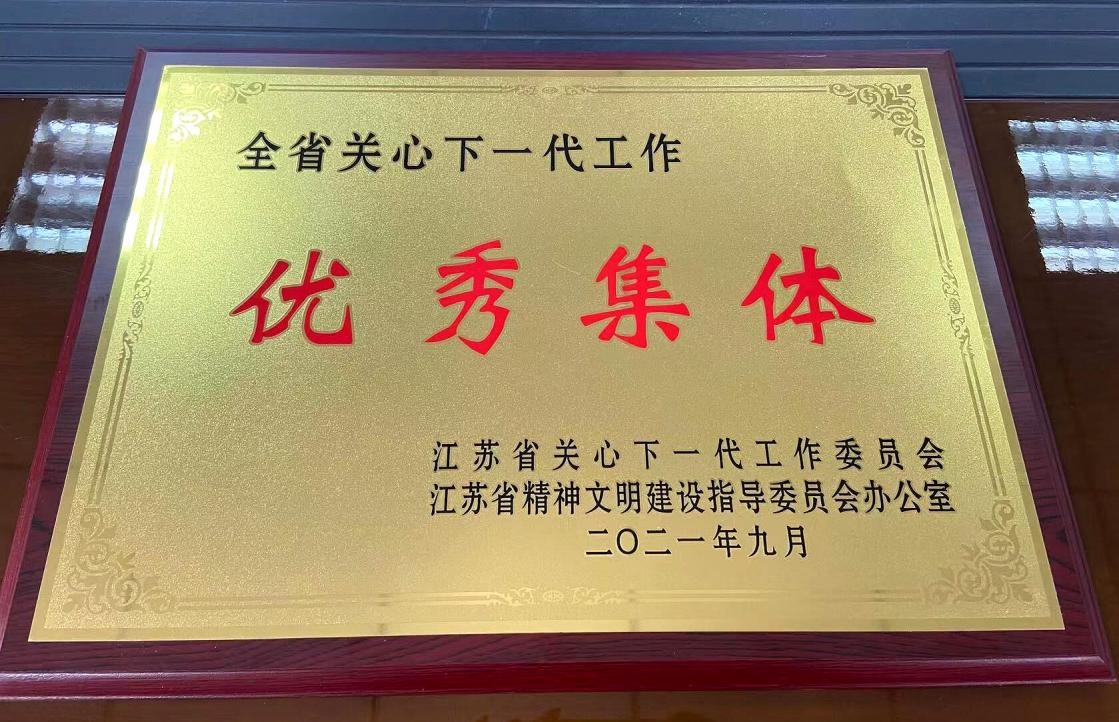 全省关心下一代工作
优秀集体
江苏省关心下一代工作委员会
江苏省精神文明建设指导委员会办公室
二〇二一年九月